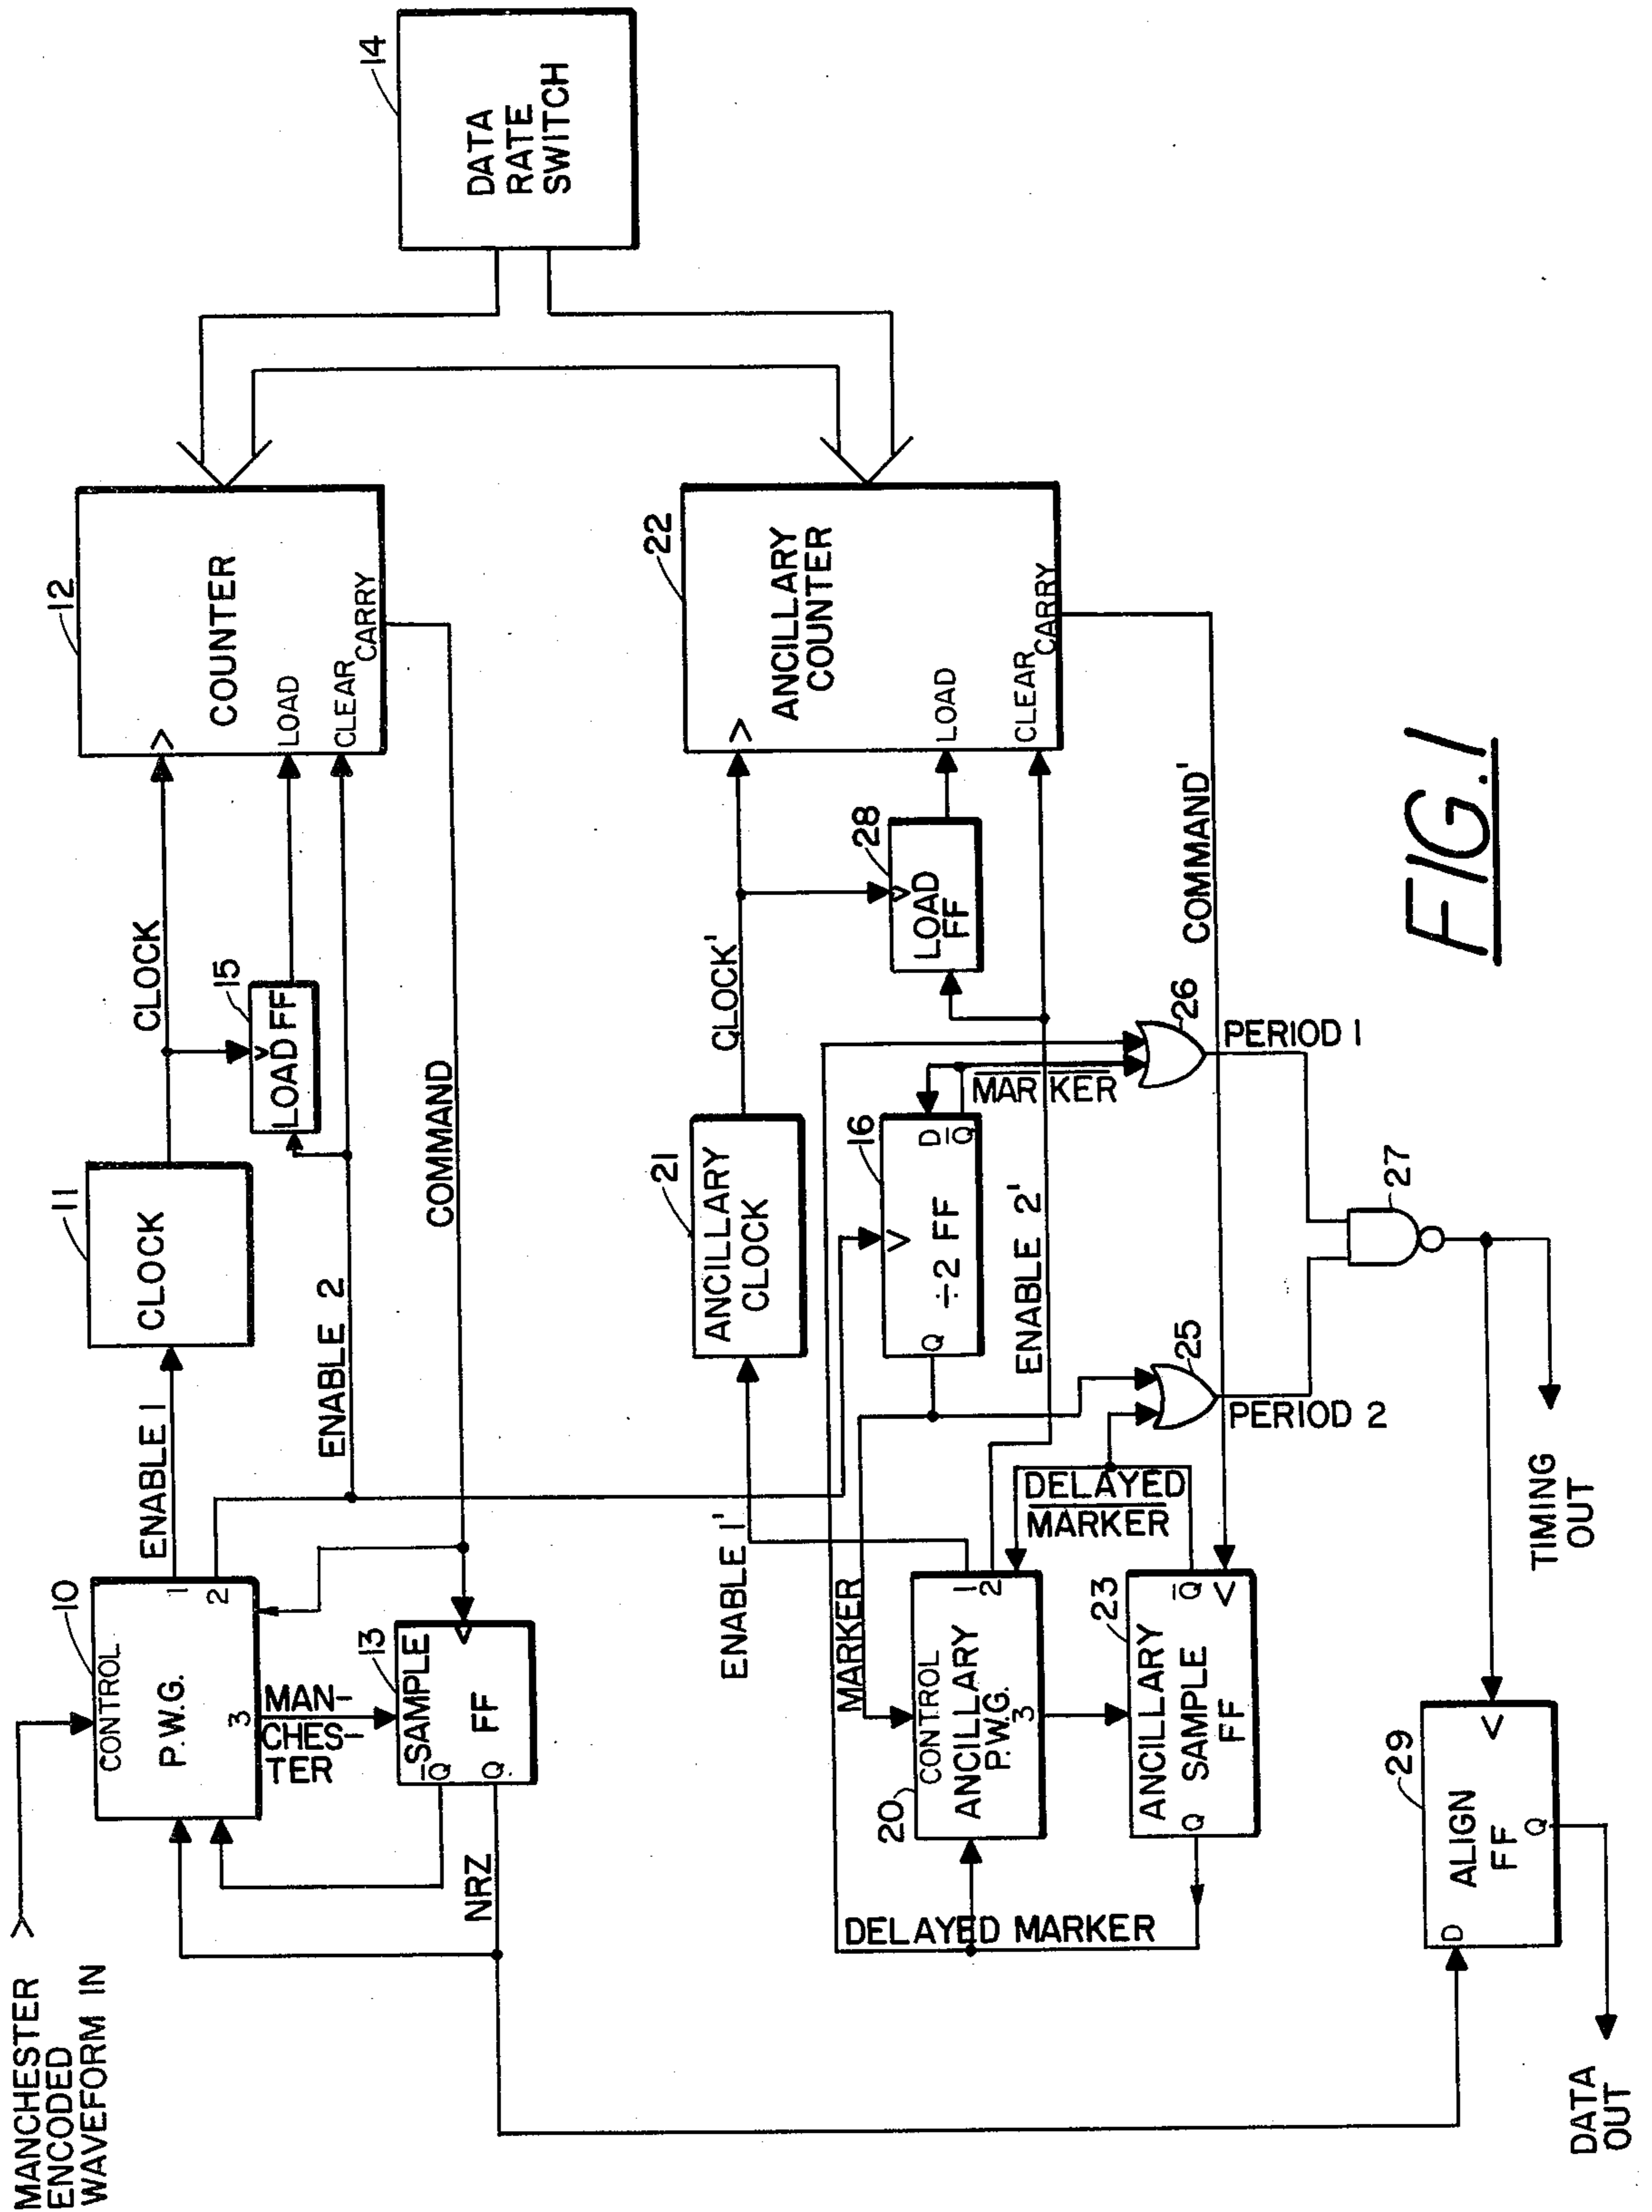 MANCHESTER
ENCODED
WAVEFORM IN
10
CONTROL
P.W.G.
1
2
3
ENABLE 1
11
CLOCK
CLOCK
15
LOAD FF
12
COUNTER
LOAD
CLEAR
CARRY
14
DATA
RATE
SWITCH
ENABLE 2
COMMAND
MAN-
CHES-
TER
13
SAMPLE
FF
Q
Q
NRZ
ENABLE 1'
21
ANCILLARY
CLOCK
CLOCK'
28
LOAD
FF
22
ANCILLARY
COUNTER
LOAD
CLEAR
CARRY
MARKER
16
÷2 FF
Q
D
Q
MARKER
ENABLE 2'
COMMAND'
20
CONTROL
ANCILLARY
P.W.G.
1
2
3
DELAYED
MARKER
23
ANCILLARY
SAMPLE
FF
Q
Q
DELAYED MARKER
25
PERIOD 2
26
PERIOD 1
27
TIMING
OUT
29
ALIGN
FF
D
Q
DATA
OUT
FIG. 1